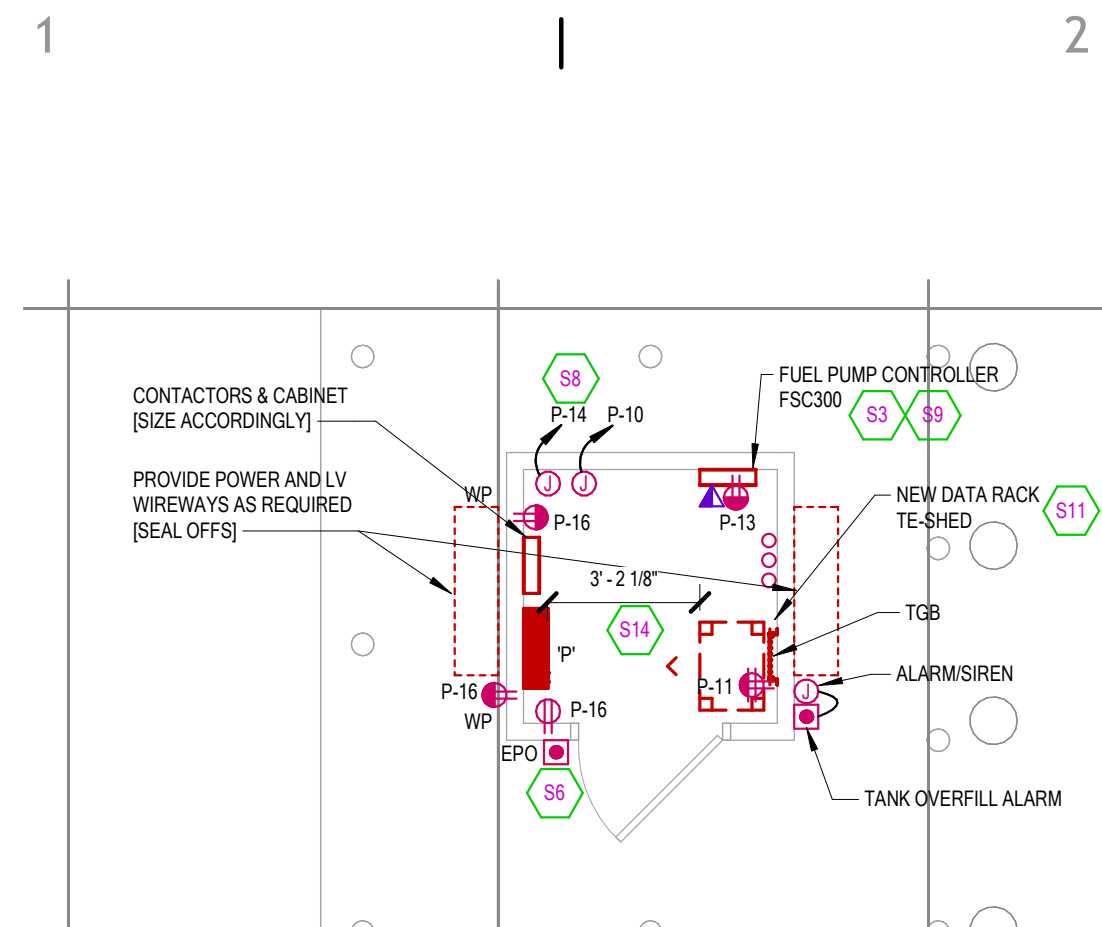 1
2
S8
P-14
P-10
FUEL PUMP CONTROLLER
FSC300
S3
S9
CONTACTORS & CABINET
[SIZE ACCORDINGLY]
PROVIDE POWER AND LV
WIREWAYS AS REQUIRED
[SEAL OFFS]
J
J
WP
P-16
P-13
NEW DATA RACK
TE-SHED
S11
3' - 2 1/8"
S14
TGB
'P'
P-11
ALARM/SIREN
J
P-16
WP
P-16
EPO
S6
TANK OVERFILL ALARM